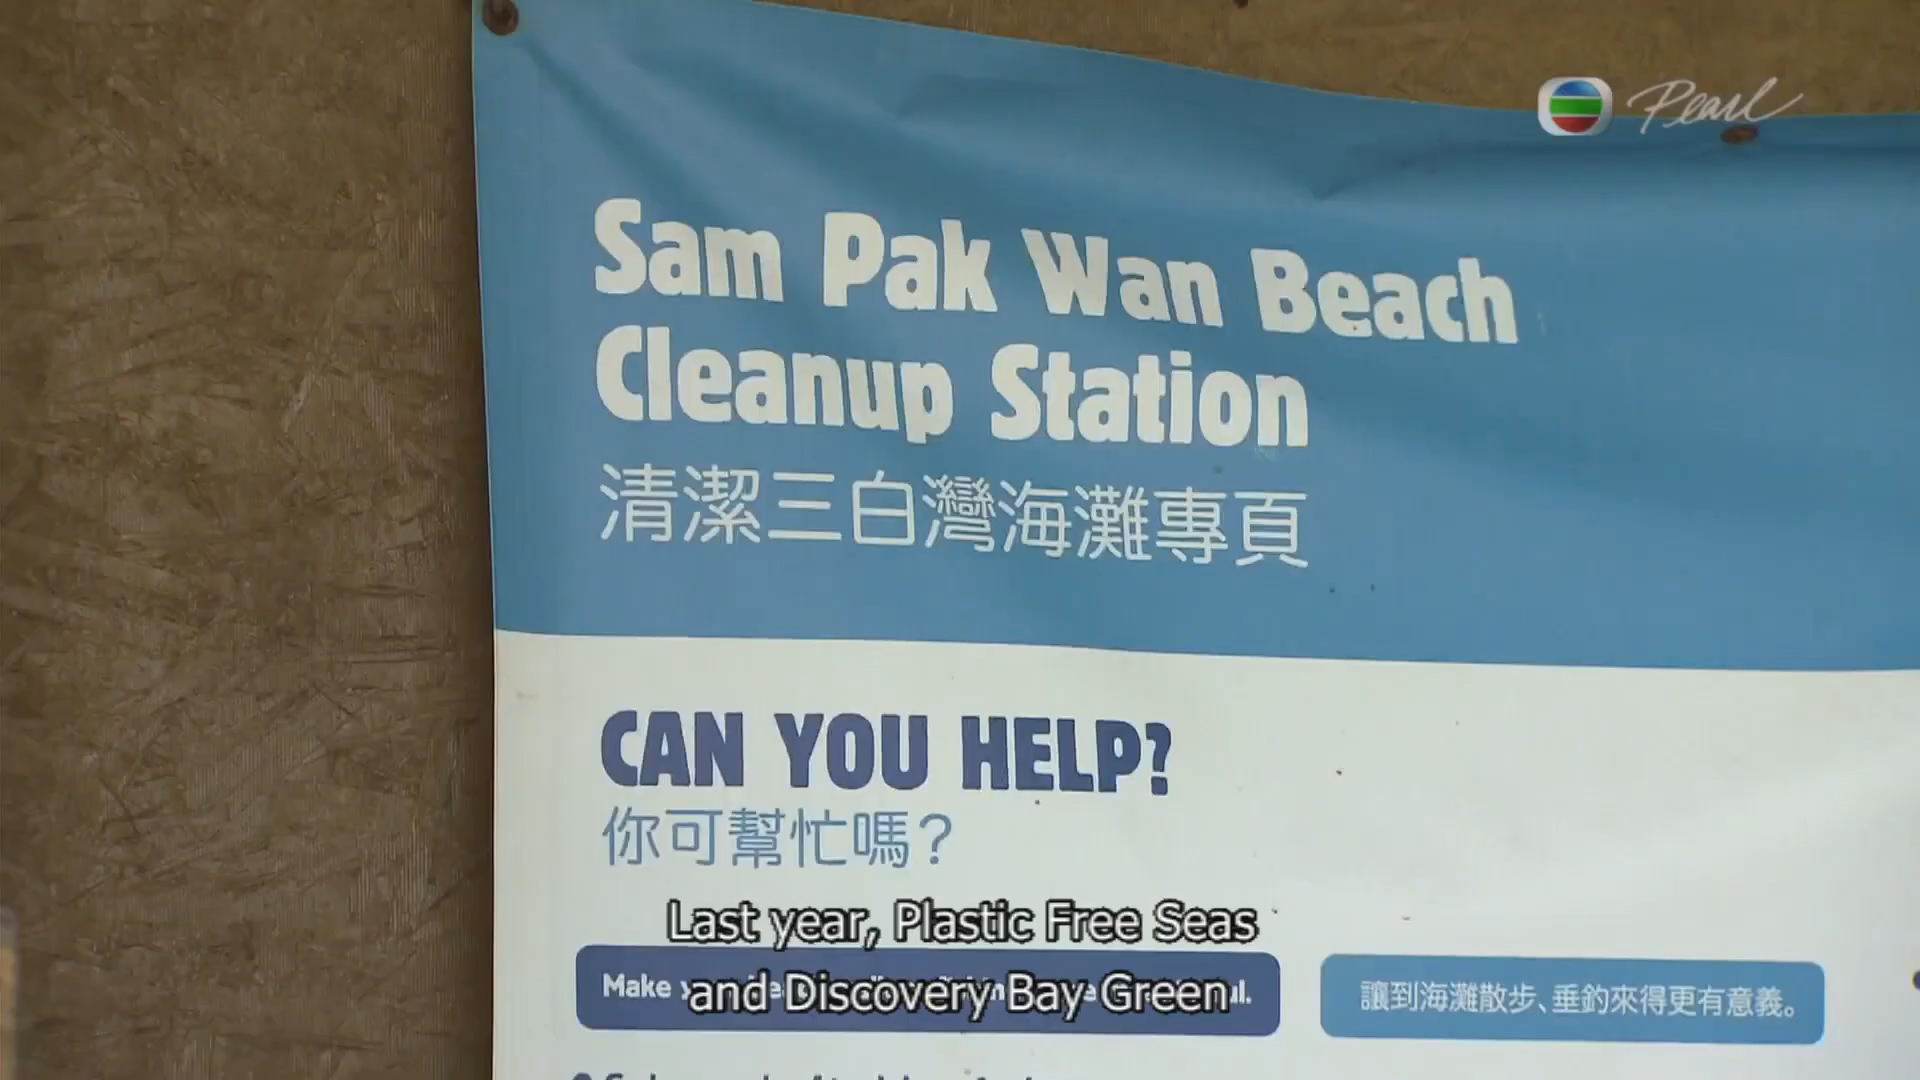 Pearl
Sam Pak Wan Beach
Cleanup Station
清潔三白灣海灘專頁
CAN YOU HELP?
你可幫忙嗎？
Last year, Plastic Free Seas
and Discovery Bay Green
Make
讓到海灘散步、垂釣來得更有意義。